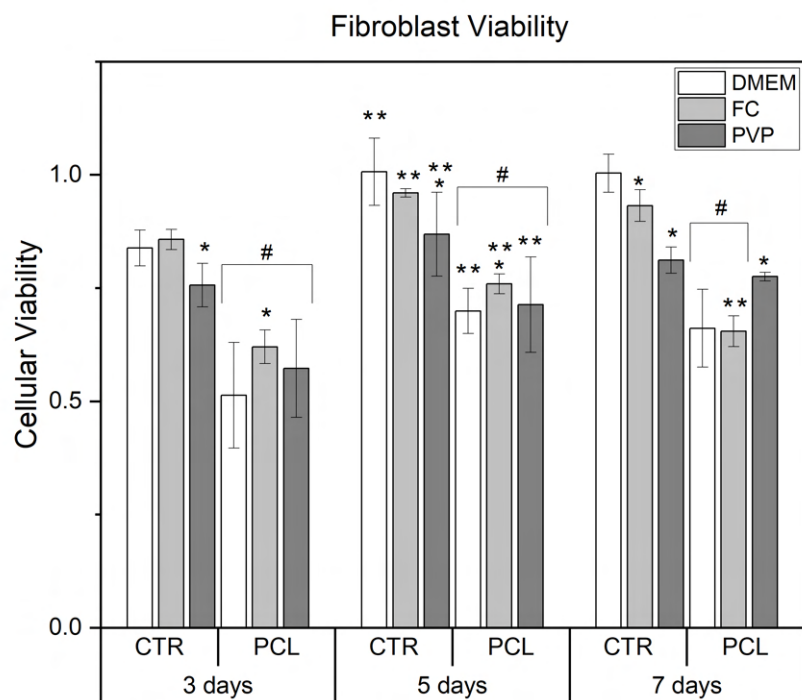 Fibroblast Viability
DMEM
FC
PVP
Cellular Viability
1.0
0.5
0.0
**
**
**
*
*
#
*
**
**
*
**
#
*
*
#
**
*
CTR PCL CTR PCL CTR PCL
3 days 5 days 7 days